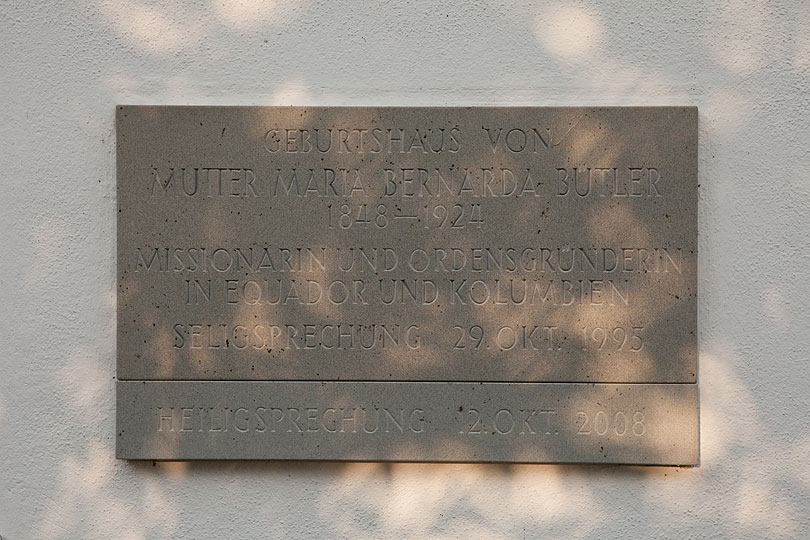 GEBURTSHAUS VON
MUTTER MARIA BERNARDA BÜTLER
1848–1924
MISSIONARIN UND ORDENSGRÜNDERIN
IN EQUADOR UND KOLUMBIEN
SELIGSPRECHUNG 29. OKT. 1995
HEILIGSPRECHUNG 12. OKT. 2008